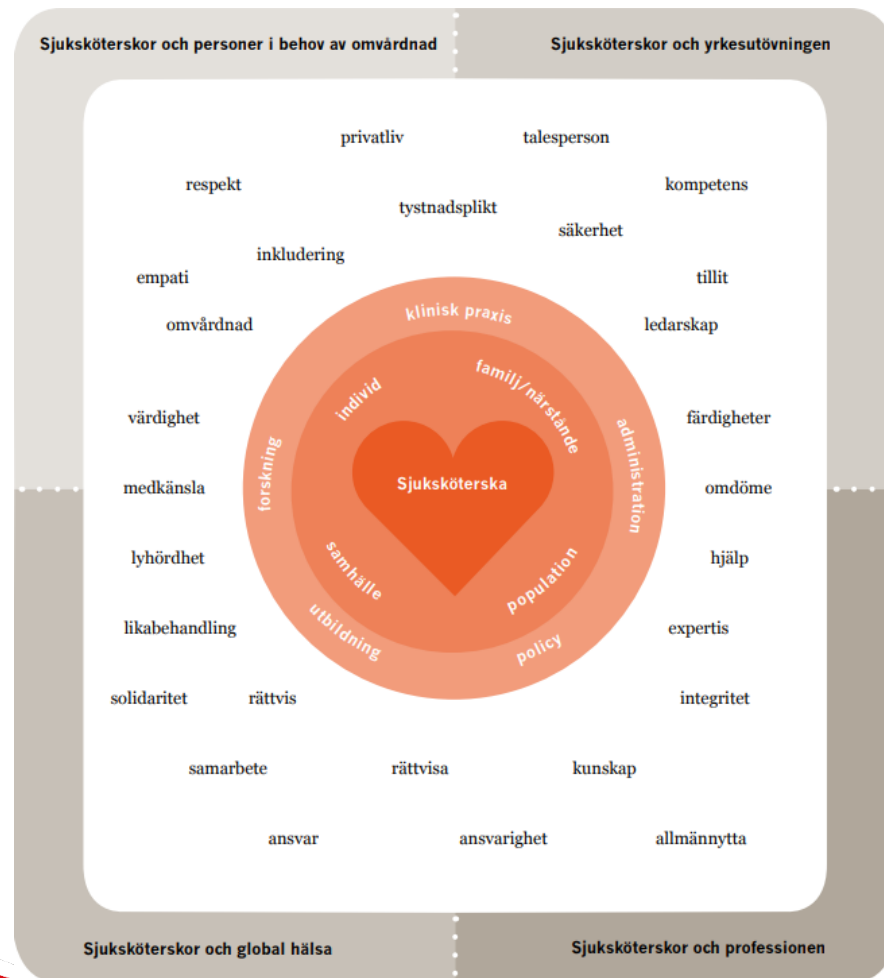 Sjuksköterskor och personer i behov av omvårdnad
Sjuksköterskor och yrkesutövningen
privatliv
talesperson
respekt
kompetens
tystnadsplikt
säkerhet
inkludering
empati
tillit
omvårdnad
ledarskap
klinisk praxis
individ
familj/närstånde
värdighet
färdigheter
forskning
administration
Sjuksköterska
medkänsla
omdöme
lyhördhet
hjälp
samhälle
population
likabehandling
utbildning
policy
expertis
solidaritet
rättvis
integritet
samarbete
rättvisa
kunskap
ansvar
ansvarighet
allmännytta
Sjuksköterskor och global hälsa
Sjuksköterskor och professionen